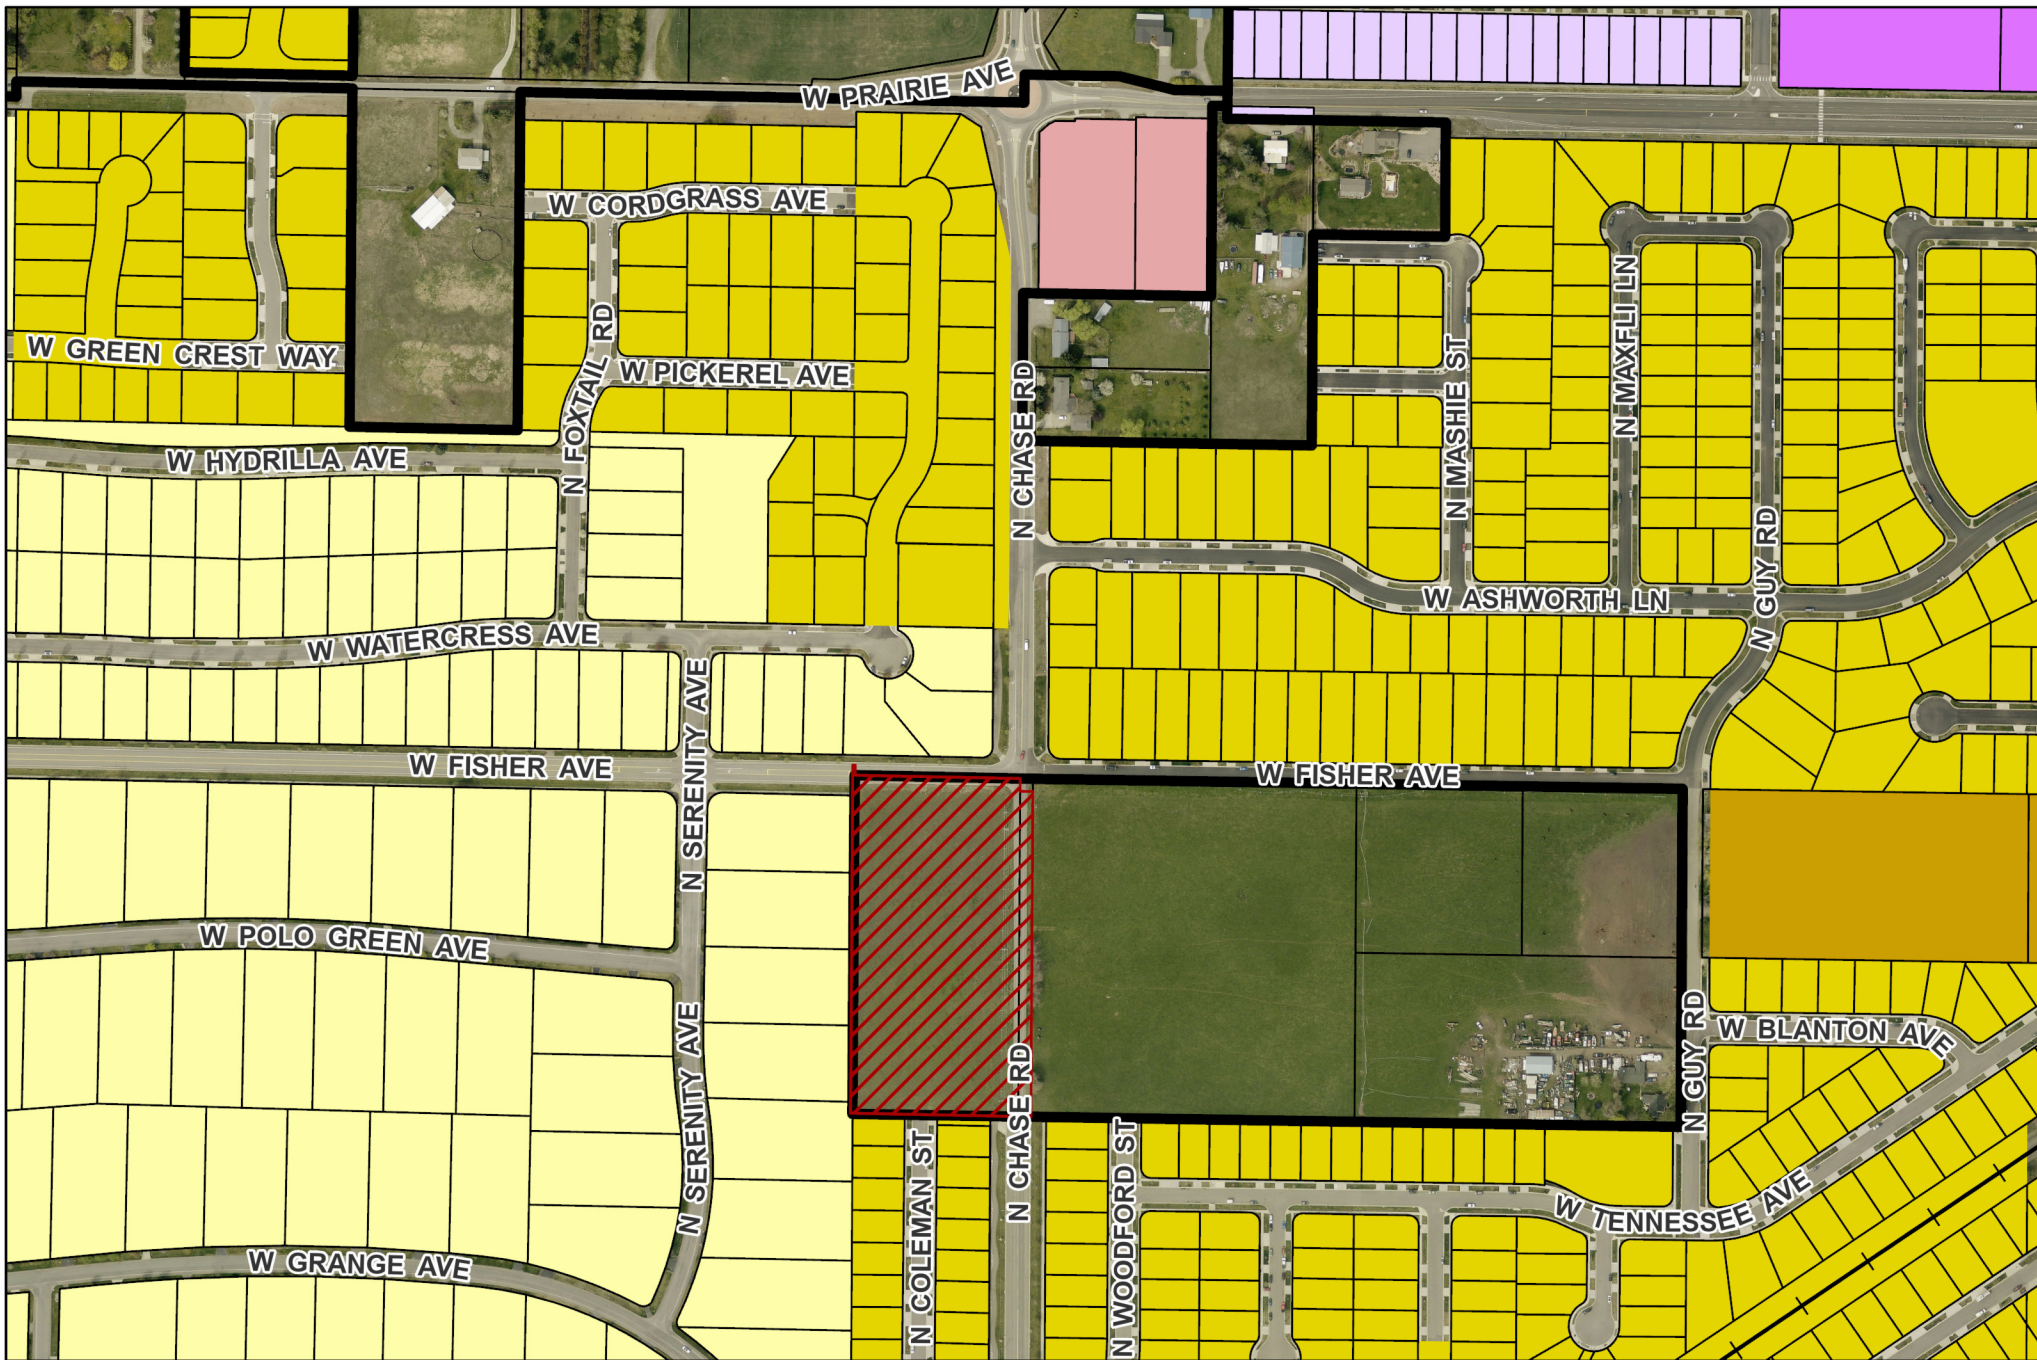 W PRAIRIE AVE
W CORDGRASS AVE
N MAXFLI LN
W GREEN CREST WAY
N FOXTAIL RD
W PICKEREL AVE
N CHASE RD
N MASHIE ST
W HYDRILLA AVE
N GUY RD
W ASHWORTH LN
W WATERCRESS AVE
N SERENITY AVE
W FISHER AVE
W FISHER AVE
W POLO GREEN AVE
N SERENITY AVE
N CHASE RD
N GUY RD
W BLANTON AVE
N COLEMAN ST
N WOODFORD ST
W TENNESSEE AVE
W GRANGE AVE